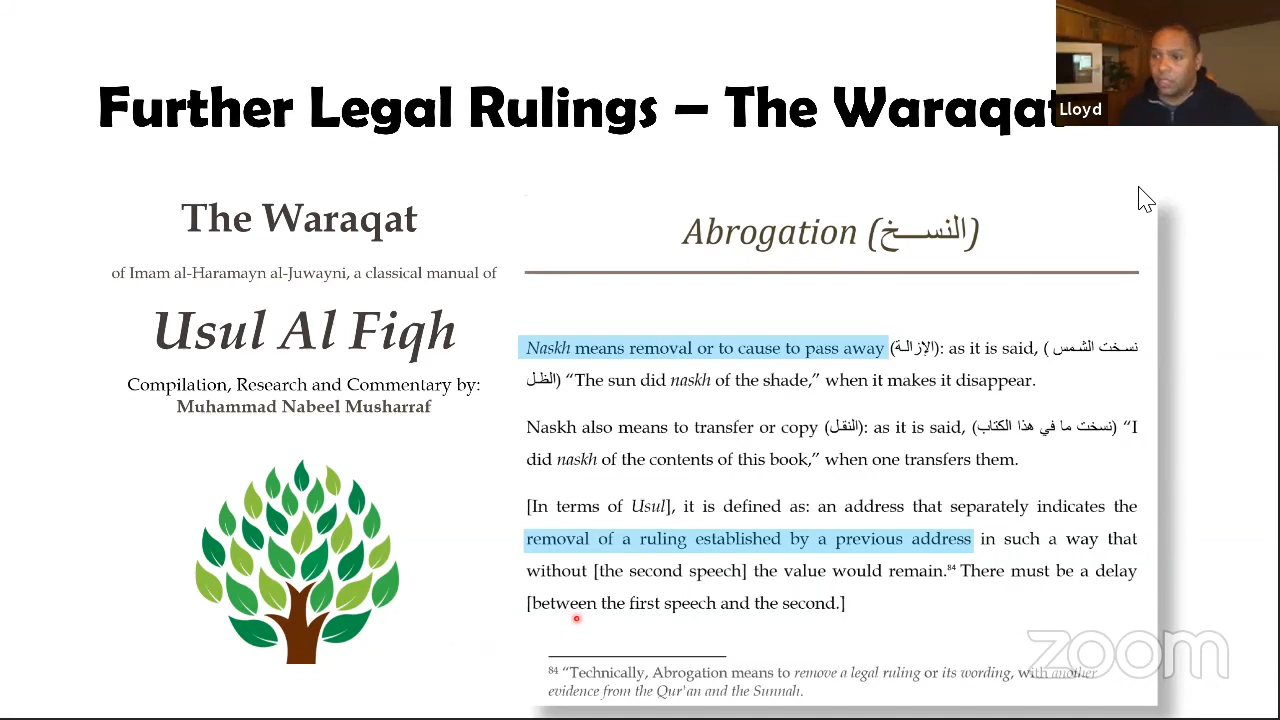 Further Legal Rulings – The Waraqat
Lloyd
The Waraqat
of Imam al-Haramayn al-Juwayni, a classical manual of
Usul Al Fiqh
Compilation, Research and Commentary by:
Muhammad Nabeel Musharraf
Abrogation (النســـخ)
Naskh means removal or to cause to pass away (الإزالـة): as it is said, ( نسـخت الشـمس
الظـل) “The sun did naskh of the shade,” when it makes it disappear.
Naskh also means to transfer or copy (النقـل): as it is said, (نسخت ما في هذا الكتاب) “I
did naskh of the contents of this book,” when one transfers them.
[In terms of Usul], it is defined as: an address that separately indicates the
removal of a ruling established by a previous address in such a way that
without [the second speech] the value would remain.⁸⁴ There must be a delay
[between the first speech and the second.]
⁸⁴ “Technically, Abrogation means to remove a legal ruling or its wording, with another
evidence from the Qur'an and the Sunnah.
zoom